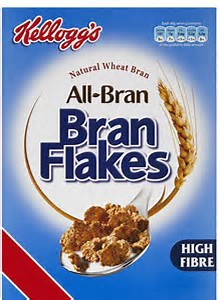 Kellogg's
Natural Wheat Bran
All-Bran
Bran
Flakes
HIGH
FIBRE